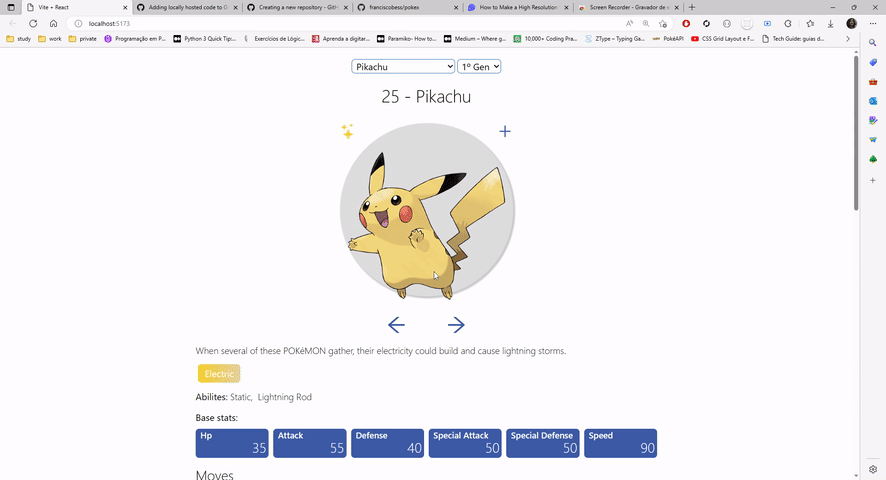 Vite + React
Adding locally hosted code to G
Creating a new repository - GitH
franciscobess/pokex
How to Make a High Resolution
Screen Recorder - Gravador de v
localhost:5173
study
work
private
Programação em P...
Python 3 Quick Tip...
Exercícios de Lógic...
Aprenda a digitar...
Paramiko- How to...
Medium – Where g...
10,000+ Coding Pra...
ZType – Typing Ga...
PokéAPI
CSS Grid Layout e F...
Tech Guide: guias d...
Pikachu
1º Gen
25 - Pikachu
When several of these POKéMON gather, their electricity could build and cause lightning storms.
Electric
Abilites: Static, Lightning Rod
Base stats:
Hp
35
Attack
55
Defense
40
Special Attack
50
Special Defense
50
Speed
90
Moves